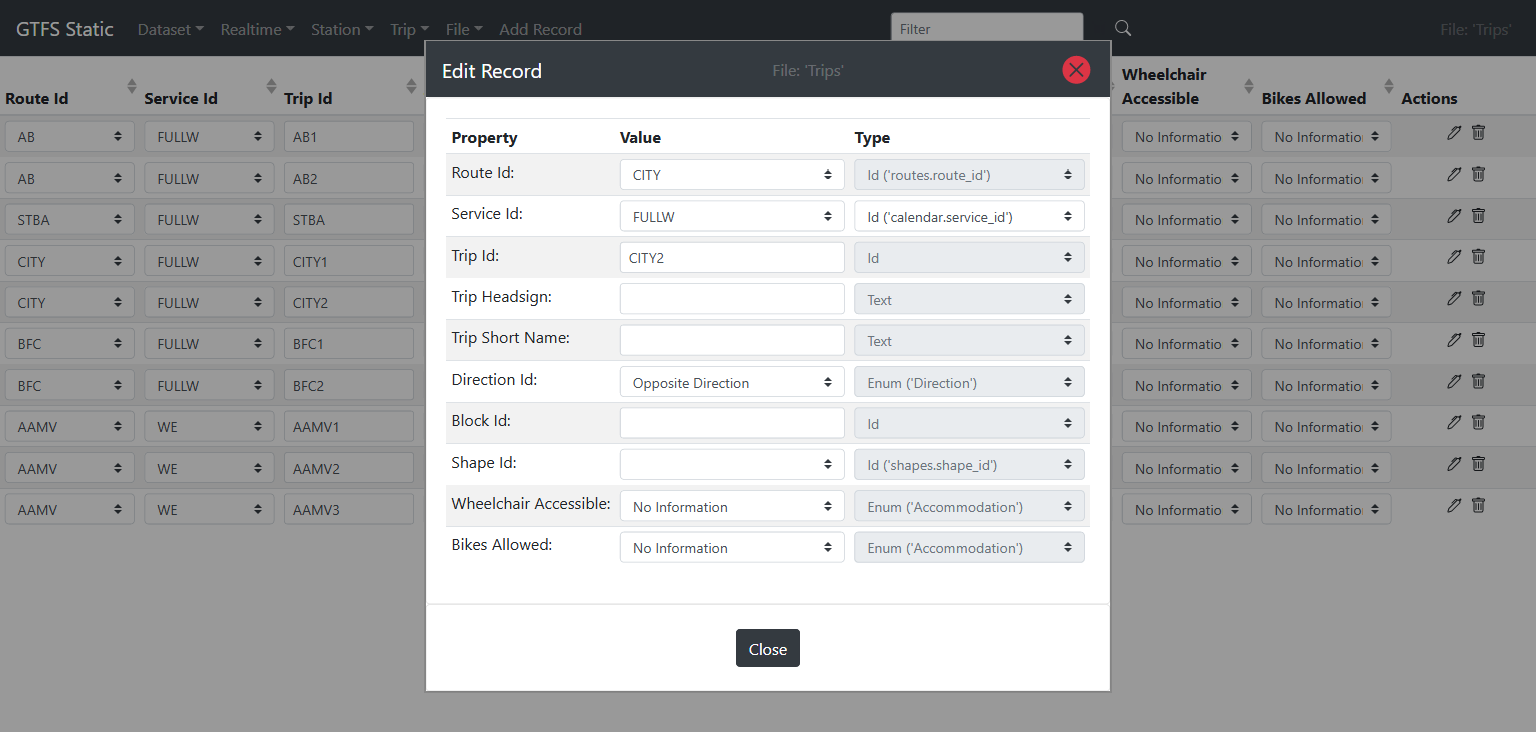 GTFS Static Dataset Realtime Station Trip File Add Record Filter File: 'Trips'
Edit Record File: 'Trips'
Route Id Service Id Trip Id Wheelchair Accessible Bikes Allowed Actions
AB FULLW AB1 No Informatio No Informatio
AB FULLW AB2 No Informatio No Informatio
STBA FULLW STBA No Informatio No Informatio
CITY FULLW CITY1 No Informatio No Informatio
CITY FULLW CITY2 No Informatio No Informatio
BFC FULLW BFC1 No Informatio No Informatio
BFC FULLW BFC2 No Informatio No Informatio
AAMV WE AAMV1 No Informatio No Informatio
AAMV WE AAMV2 No Informatio No Informatio
AAMV WE AAMV3 No Informatio No Informatio
Property Value Type
Route Id: CITY Id ('routes.route_id')
Service Id: FULLW Id ('calendar.service_id')
Trip Id: CITY2 Id
Trip Headsign: Text
Trip Short Name: Text
Direction Id: Opposite Direction Enum ('Direction')
Block Id: Id
Shape Id: Id ('shapes.shape_id')
Wheelchair Accessible: No Information Enum ('Accommodation')
Bikes Allowed: No Information Enum ('Accommodation')
Close